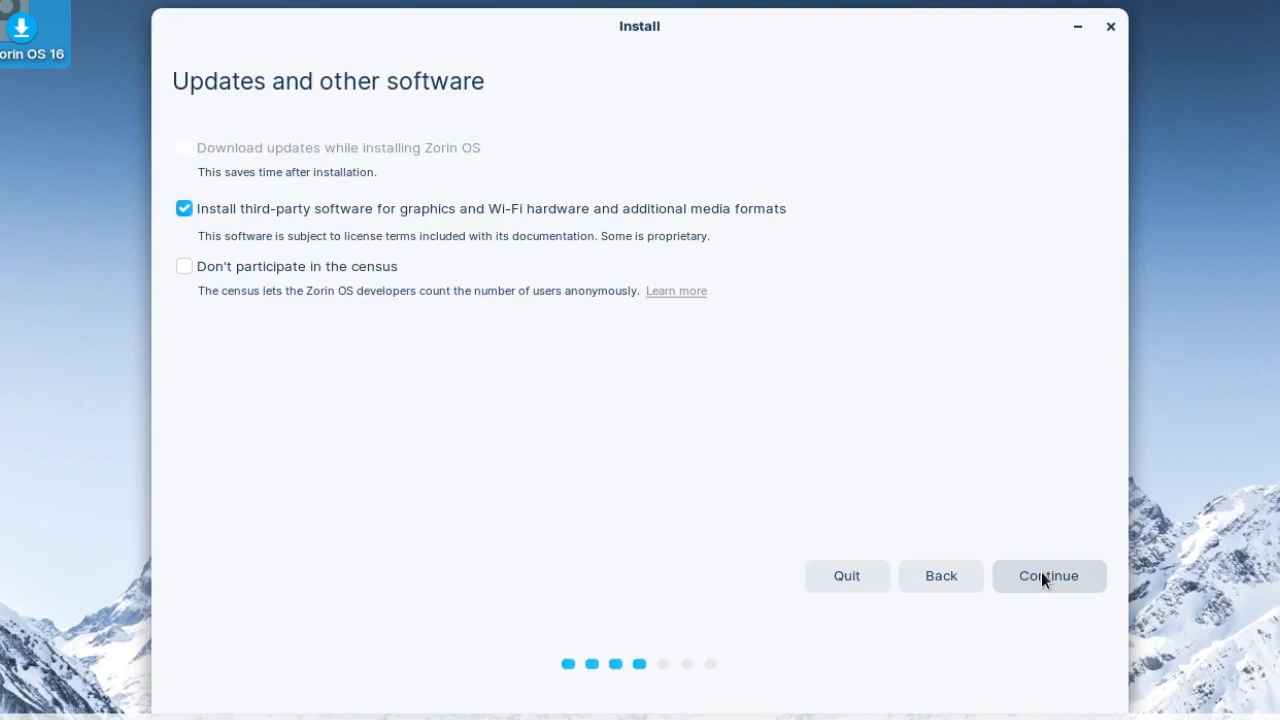 Install
orin OS 16
Updates and other software
Download updates while installing Zorin OS
This saves time after installation.
Install third-party software for graphics and Wi-Fi hardware and additional media formats
This software is subject to license terms included with its documentation. Some is proprietary.
Don't participate in the census
The census lets the Zorin OS developers count the number of users anonymously. Learn more
Quit Back Continue